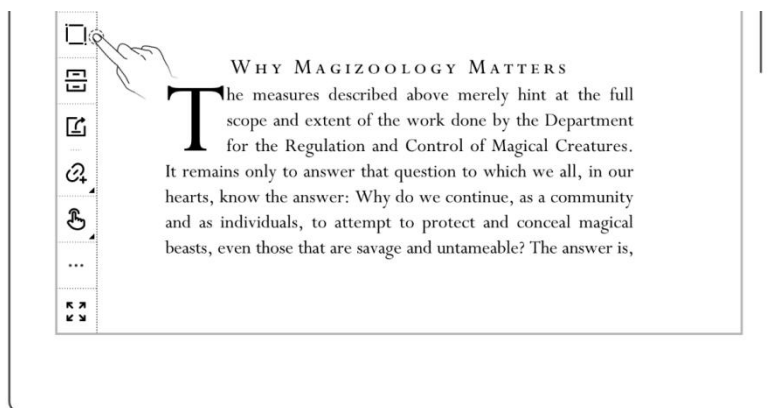 WHY MAGIZOOLOGY MATTERS
The measures described above merely hint at the full
scope and extent of the work done by the Department
for the Regulation and Control of Magical Creatures.
It remains only to answer that question to which we all, in our
hearts, know the answer: Why do we continue, as a community
and as individuals, to attempt to protect and conceal magical
beasts, even those that are savage and untameable? The answer is,